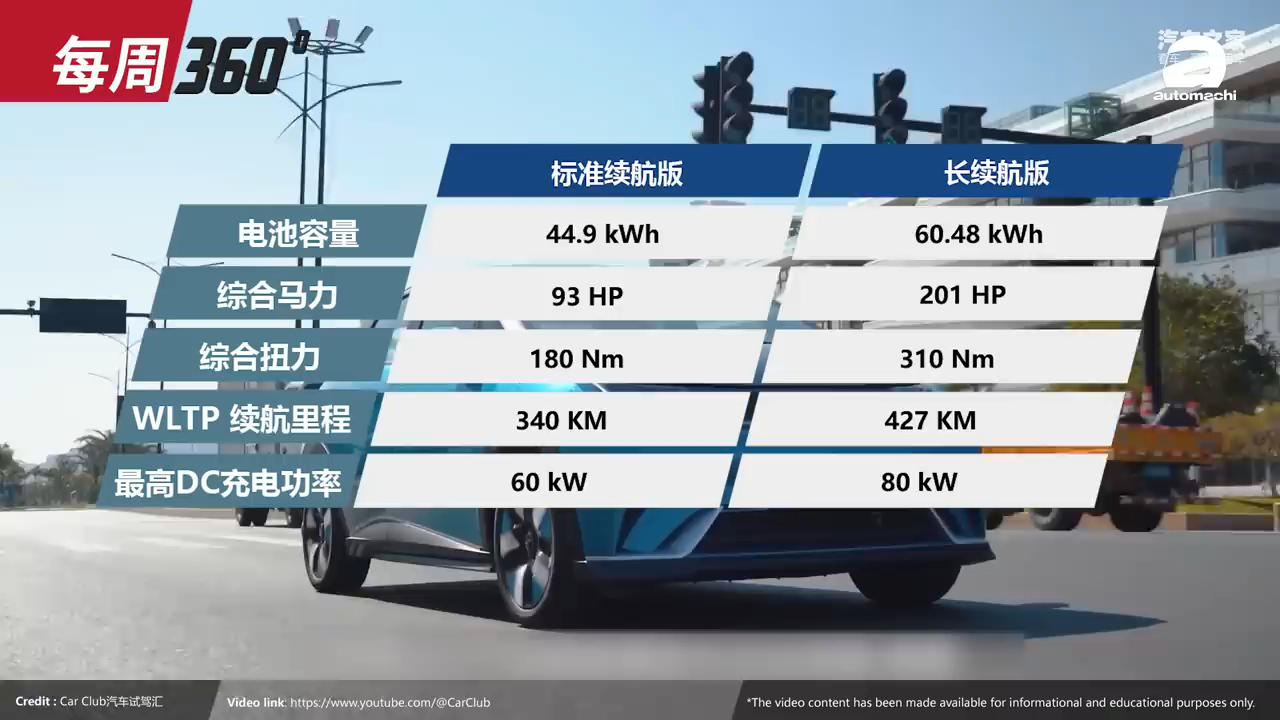 每周360°
汽车之家
automachi
标准续航版 长续航版
电池容量 44.9 kWh 60.48 kWh
综合马力 93 HP 201 HP
综合扭力 180 Nm 310 Nm
WLTP 续航里程 340 KM 427 KM
最高DC充电功率 60 kW 80 kW
Credit : Car Club汽车试驾汇
Video link: https://www.youtube.com/@CarClub
*The video content has been made available for informational and educational purposes only.